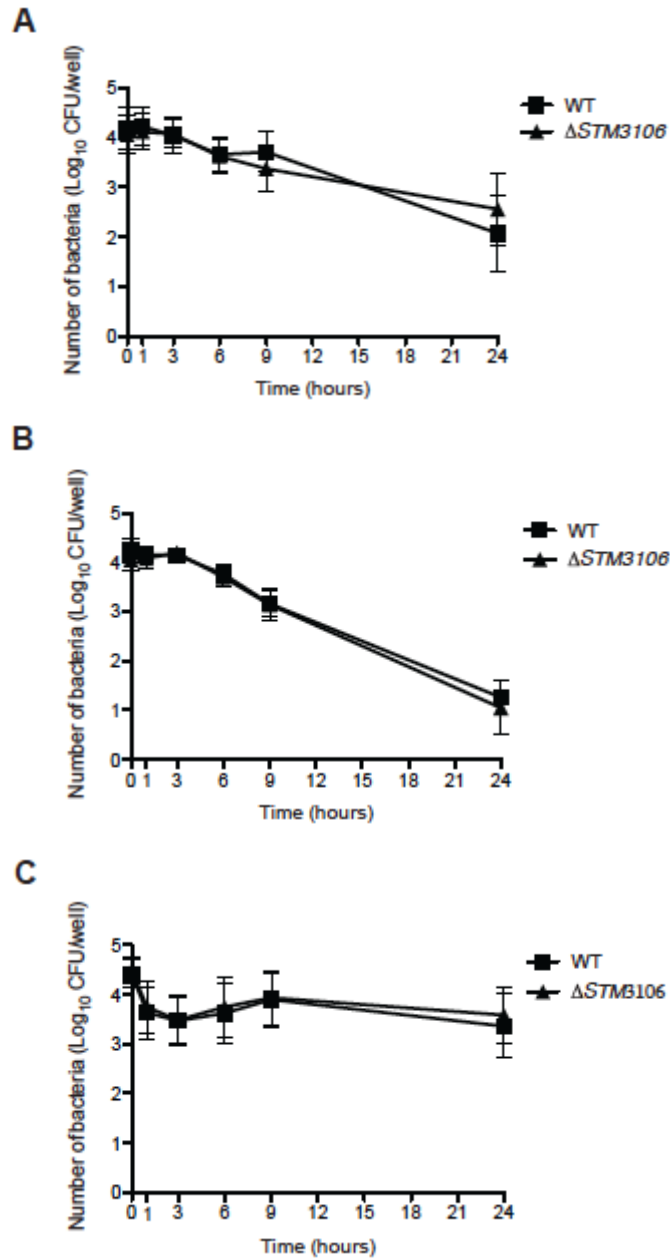 A
Number of bacteria (Log10 CFU/well)
5
4
3
2
1
0
0 1 3 6 9 12 15 18 21 24
Time (hours)
WT
ΔSTM3106
B
Number of bacteria (Log10 CFU/well)
5
4
3
2
1
0
0 1 3 6 9 12 15 18 21 24
Time (hours)
WT
ΔSTM3106
C
Number of bacteria (Log10 CFU/well)
5
4
3
2
1
0
0 1 3 6 9 12 15 18 21 24
Time (hours)
WT
ΔSTM3106